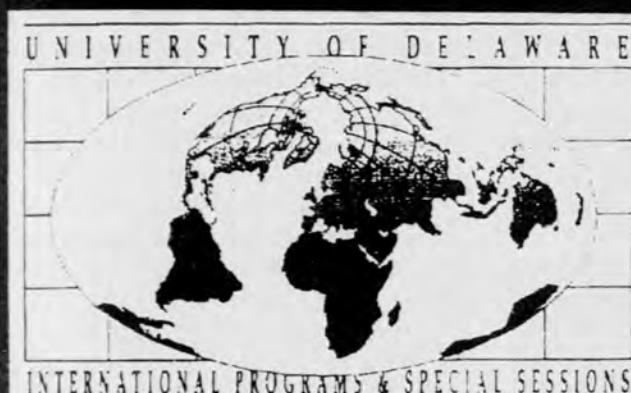 UNIVERSITY OF DELAWARE
INTERNATIONAL PROGRAMS & SPECIAL SESSIONS